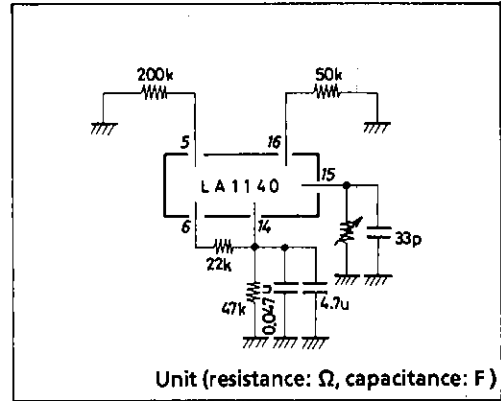 200k
50k
5
16
LA1140
15
6
14
22k
33p
47k
0.047u
4.7u
Unit (resistance: Ω, capacitance: F)